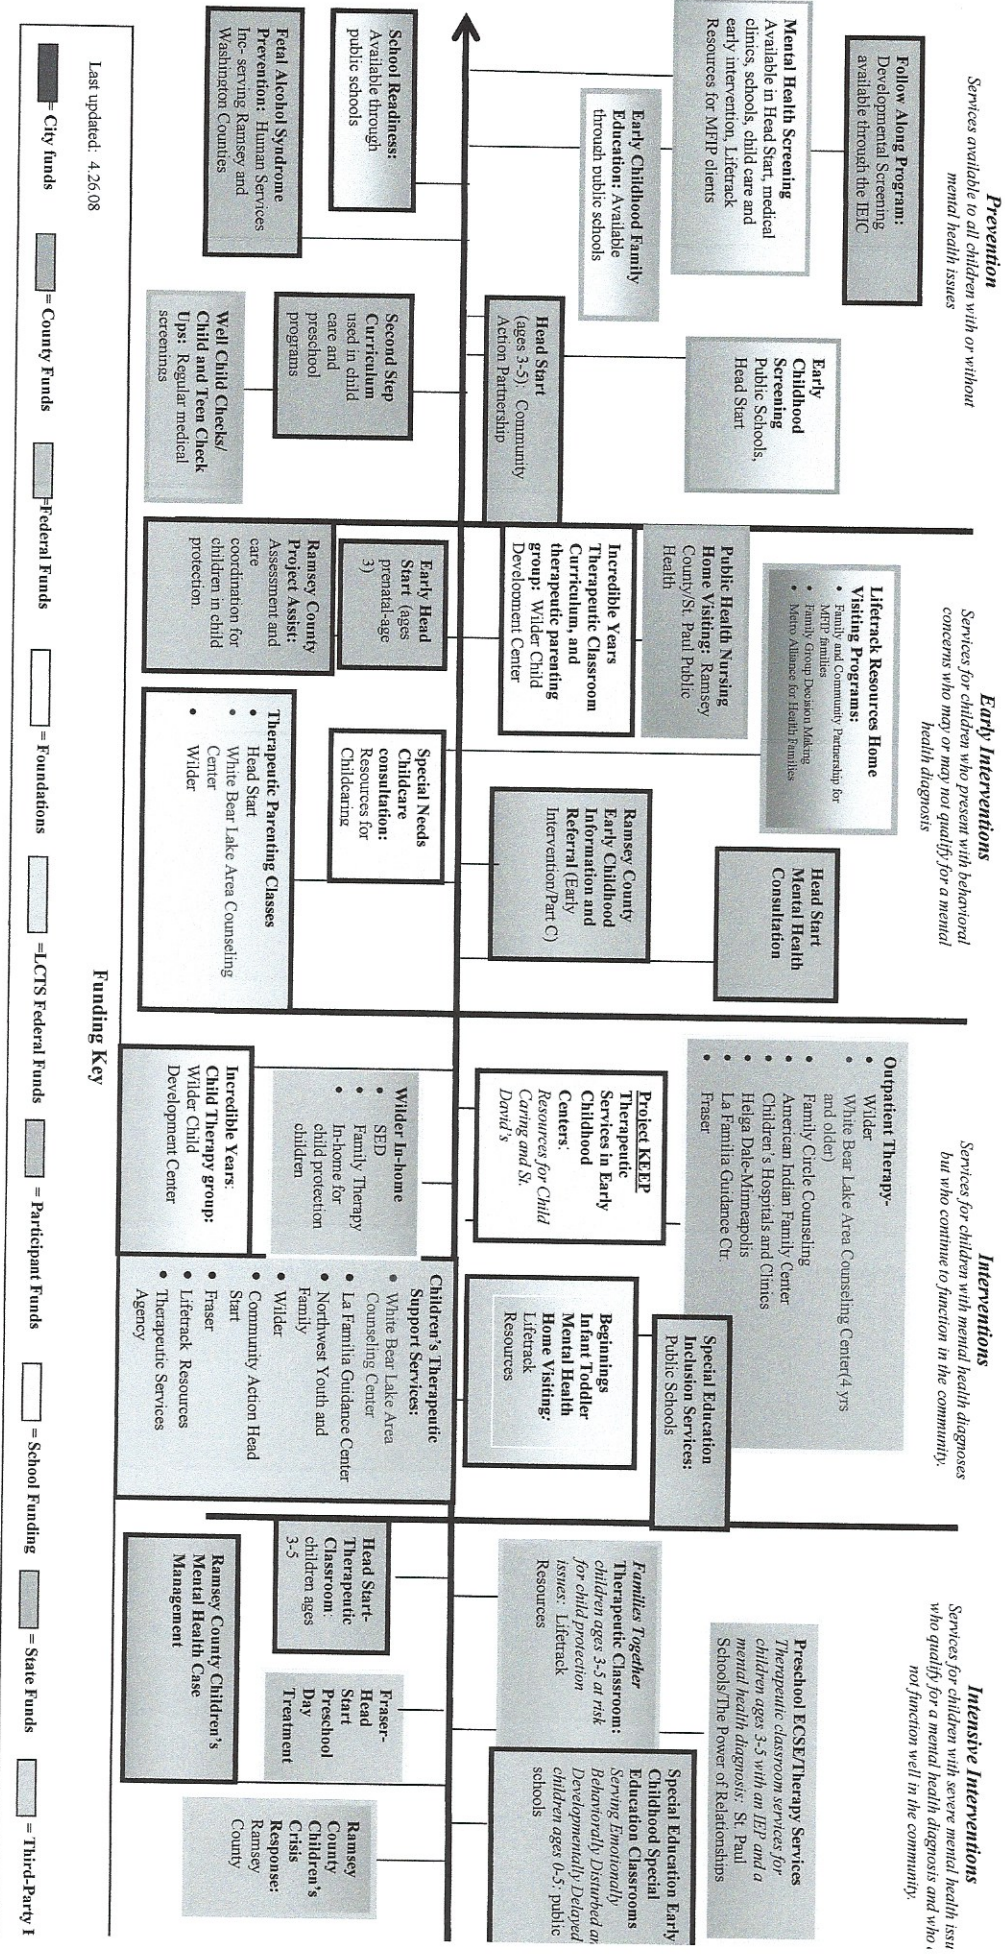 Prevention
Services available to all children with or without
mental health issues
Follow Along Program:
Developmental Screening
available through the IEIC
Mental Health Screening
Available in Head Start, medical
clinics, schools, child care and
early intervention, Lifetrack
Resources for MFIP clients
Early
Childhood
Screening
Public Schools,
Head Start
Early Childhood Family
Education: Available
through public schools
Head Start
(ages 3-5): Community
Action Partnership
School Readiness:
Available through
public schools
Second Step
Curriculum
used in child
care and
preschool
programs
Fetal Alcohol Syndrome
Prevention: Human Services
Inc- serving Ramsey and
Washington Counties
Well Child Checks/
Child and Teen Check
Ups: Regular medical
screenings
Early Interventions
Services for children who present with behavioral
concerns who may or may not qualify for a mental
health diagnosis
Lifetrack Resources Home
Visiting Programs:
• Family and Community Partnership for
MFIP families
• Family Group Decision Making
• Metro Alliance for Health Families
Head Start
Mental Health
Consultation
Public Health Nursing
Home Visiting: Ramsey
County/St. Paul Public
Health
Incredible Years
Therapeutic Classroom
Curriculum, and
therapeutic parenting
group: Wilder Child
Development Center
Ramsey County
Early Childhood
Information and
Referral (Early
Intervention/Part C)
Early Head
Start (ages
prenatal-age
3)
Special Needs
Childcare
consultation:
Resources for
Childcaring
Ramsey County
Project Assist:
Assessment and
care
coordination for
children in child
protection.
Therapeutic Parenting Classes
• Head Start
• White Bear Lake Area Counseling
Center
• Wilder
Interventions
Services for children with mental health diagnoses
but who continue to function in the community.
Outpatient Therapy-
• Wilder
• White Bear Lake Area Counseling Center(4 yrs
and older)
• Family Circle Counseling
• American Indian Family Center
• Children's Hospitals and Clinics
• Helga Dale-Minneapolis
• La Familia Guidance Ctr.
• Fraser
Special Education
Inclusion Services:
Public Schools
Project KEEP
Therapeutic
Services in Early
Childhood
Centers:
Resources for Child
Caring and St.
David's
Beginnings
Infant Toddler
Mental Health
Home Visiting:
Lifetrack
Resources
Wilder In-home
• SED
• Family Therapy
• In-home for
child protection
children
Children's Therapeutic
Support Services:
• White Bear Lake Area
Counseling Center
• La Familia Guidance Center
• Northwest Youth and
Family
• Wilder
• Community Action Head
Start
• Fraser
• Lifetrack Resources
• Therapeutic Services
Agency
Incredible Years:
Child Therapy group:
Wilder Child
Development Center
Intensive Interventions
Services for children with severe mental health issu
who qualify for a mental health diagnosis and who
not function well in the community.
Preschool ECSE/Therapy Services
Therapeutic classroom services for
children ages 3-5 with an IEP and a
mental health diagnosis: St. Paul
Schools/The Power of Relationships
Families Together
Therapeutic Classroom:
children ages 3-5 at risk
for child protection
issues: Lifetrack
Resources
Special Education Early
Childhood Special
Education Classrooms
Serving Emotionally
Behaviorally Disturbed an
Developmentally Delayed
children ages 0-5: public
schools
Head Start-
Therapeutic
Classroom:
children ages
3-5
Fraser-
Head
Start
Preschool
Day
Treatment
Ramsey
County
Children's
Crisis
Response:
Ramsey
County
Ramsey County Children's
Mental Health Case
Management
Last updated: 4.26.08
Funding Key
= City funds = County Funds =Federal Funds = Foundations =LCTS Federal Funds = Participant Funds = School Funding = State Funds = Third-Party